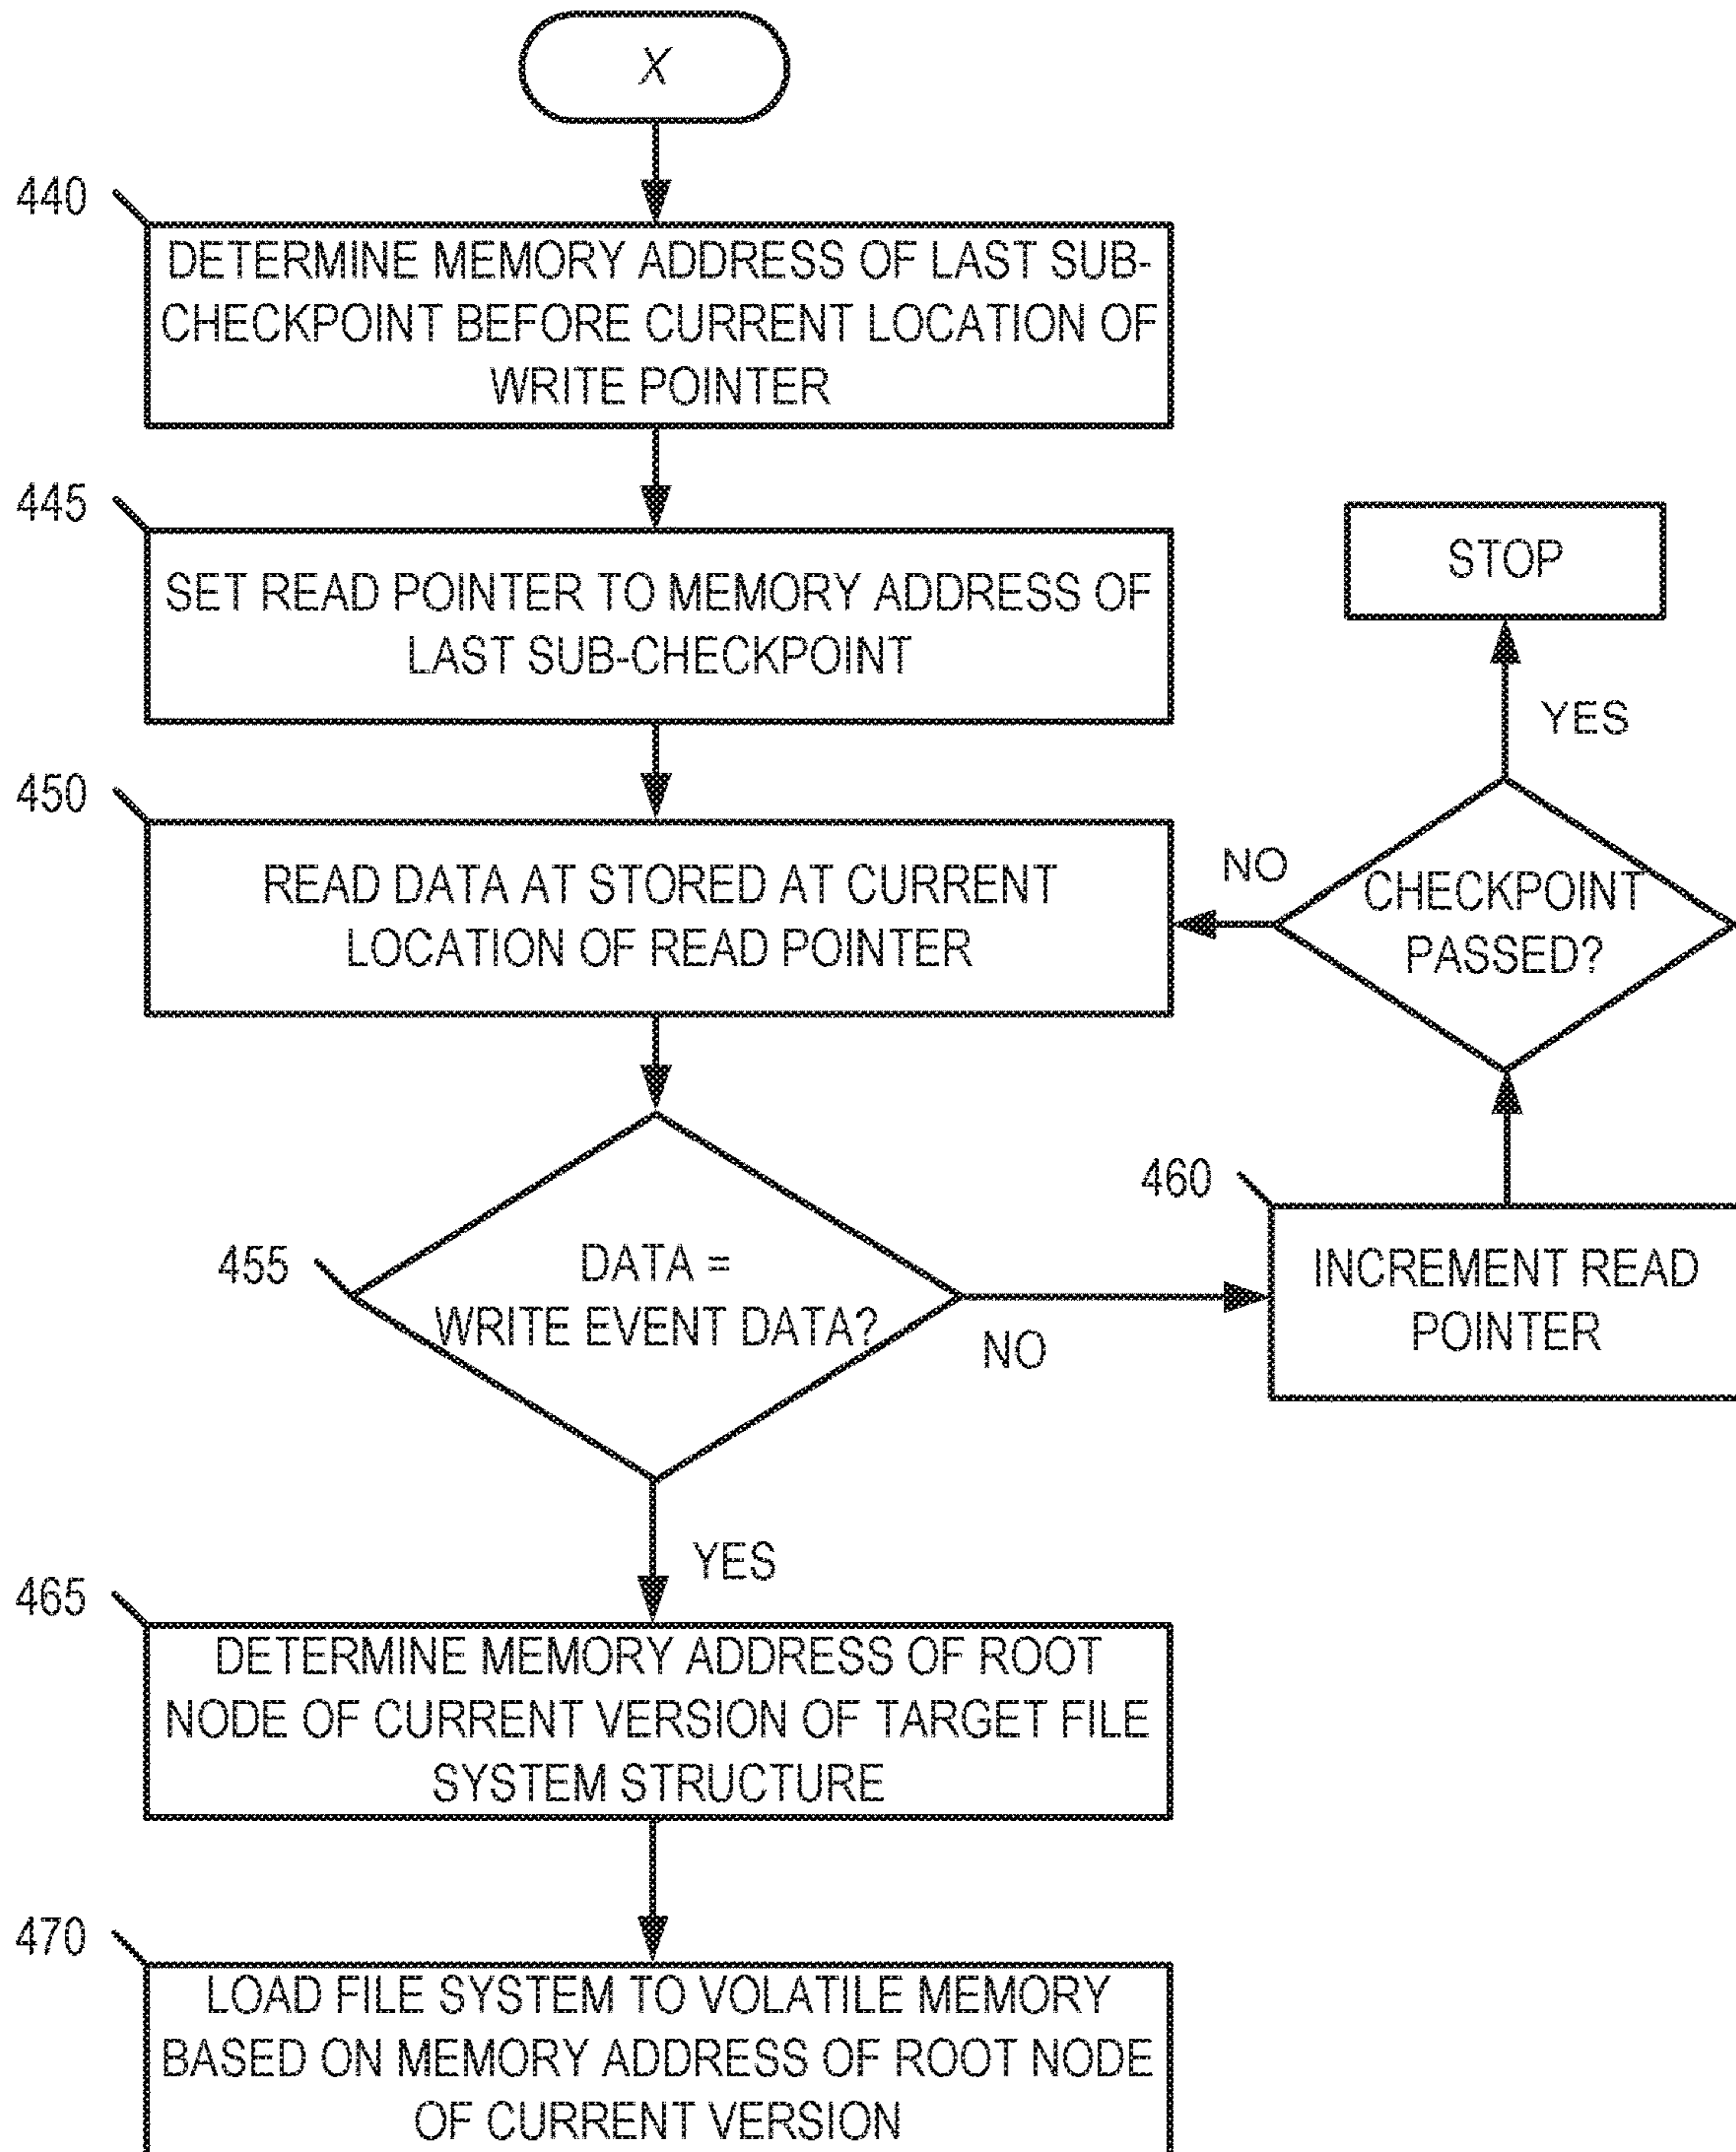 X
440
DETERMINE MEMORY ADDRESS OF LAST SUB-
CHECKPOINT BEFORE CURRENT LOCATION OF
WRITE POINTER
445
SET READ POINTER TO MEMORY ADDRESS OF
LAST SUB-CHECKPOINT
STOP
YES
450
READ DATA AT STORED AT CURRENT
LOCATION OF READ POINTER
NO
CHECKPOINT
PASSED?
455
DATA =
WRITE EVENT DATA?
NO
460
INCREMENT READ
POINTER
YES
465
DETERMINE MEMORY ADDRESS OF ROOT
NODE OF CURRENT VERSION OF TARGET FILE
SYSTEM STRUCTURE
470
LOAD FILE SYSTEM TO VOLATILE MEMORY
BASED ON MEMORY ADDRESS OF ROOT NODE
OF CURRENT VERSION